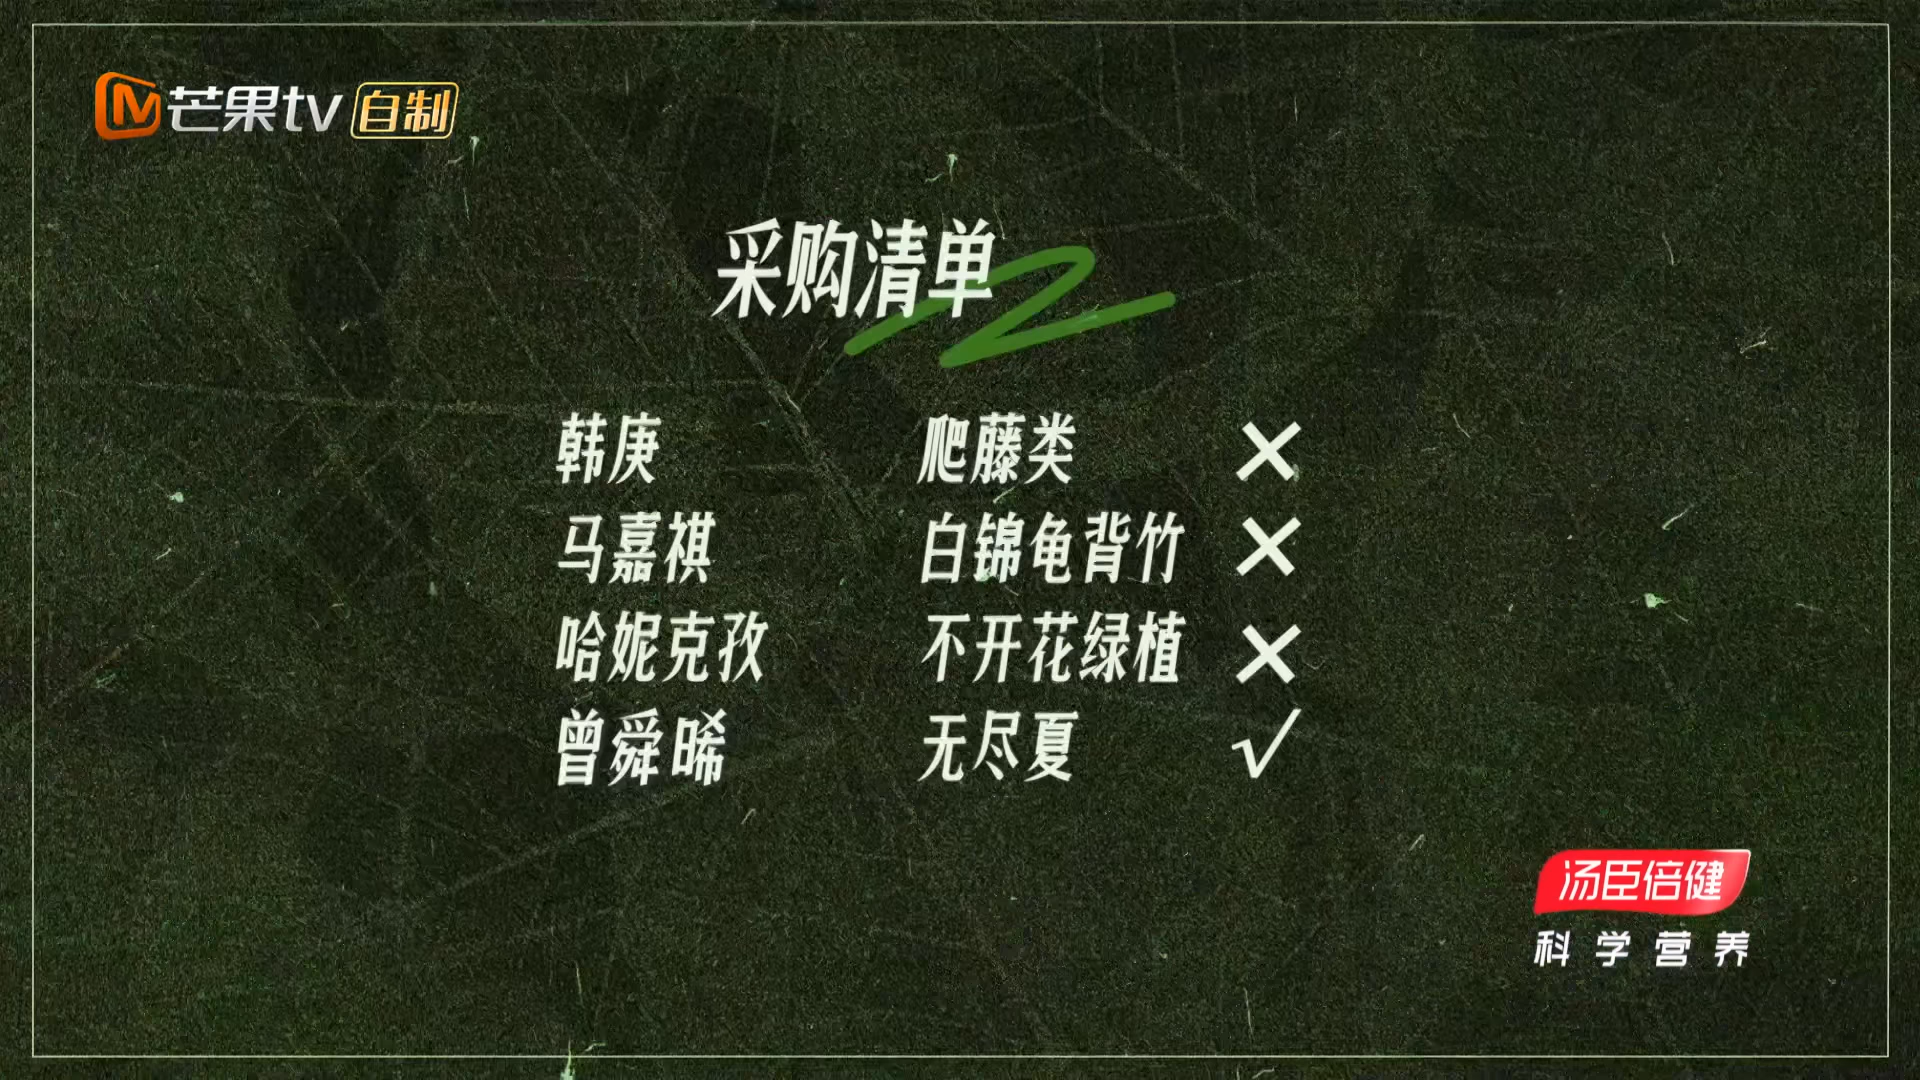 芒果tv 自制
采购清单
韩庚 爬藤类 ×
马嘉祺 白锦龟背竹 ×
哈妮克孜 不开花绿植 ×
曾舜晞 无尽夏 √
汤臣倍健
科学营养